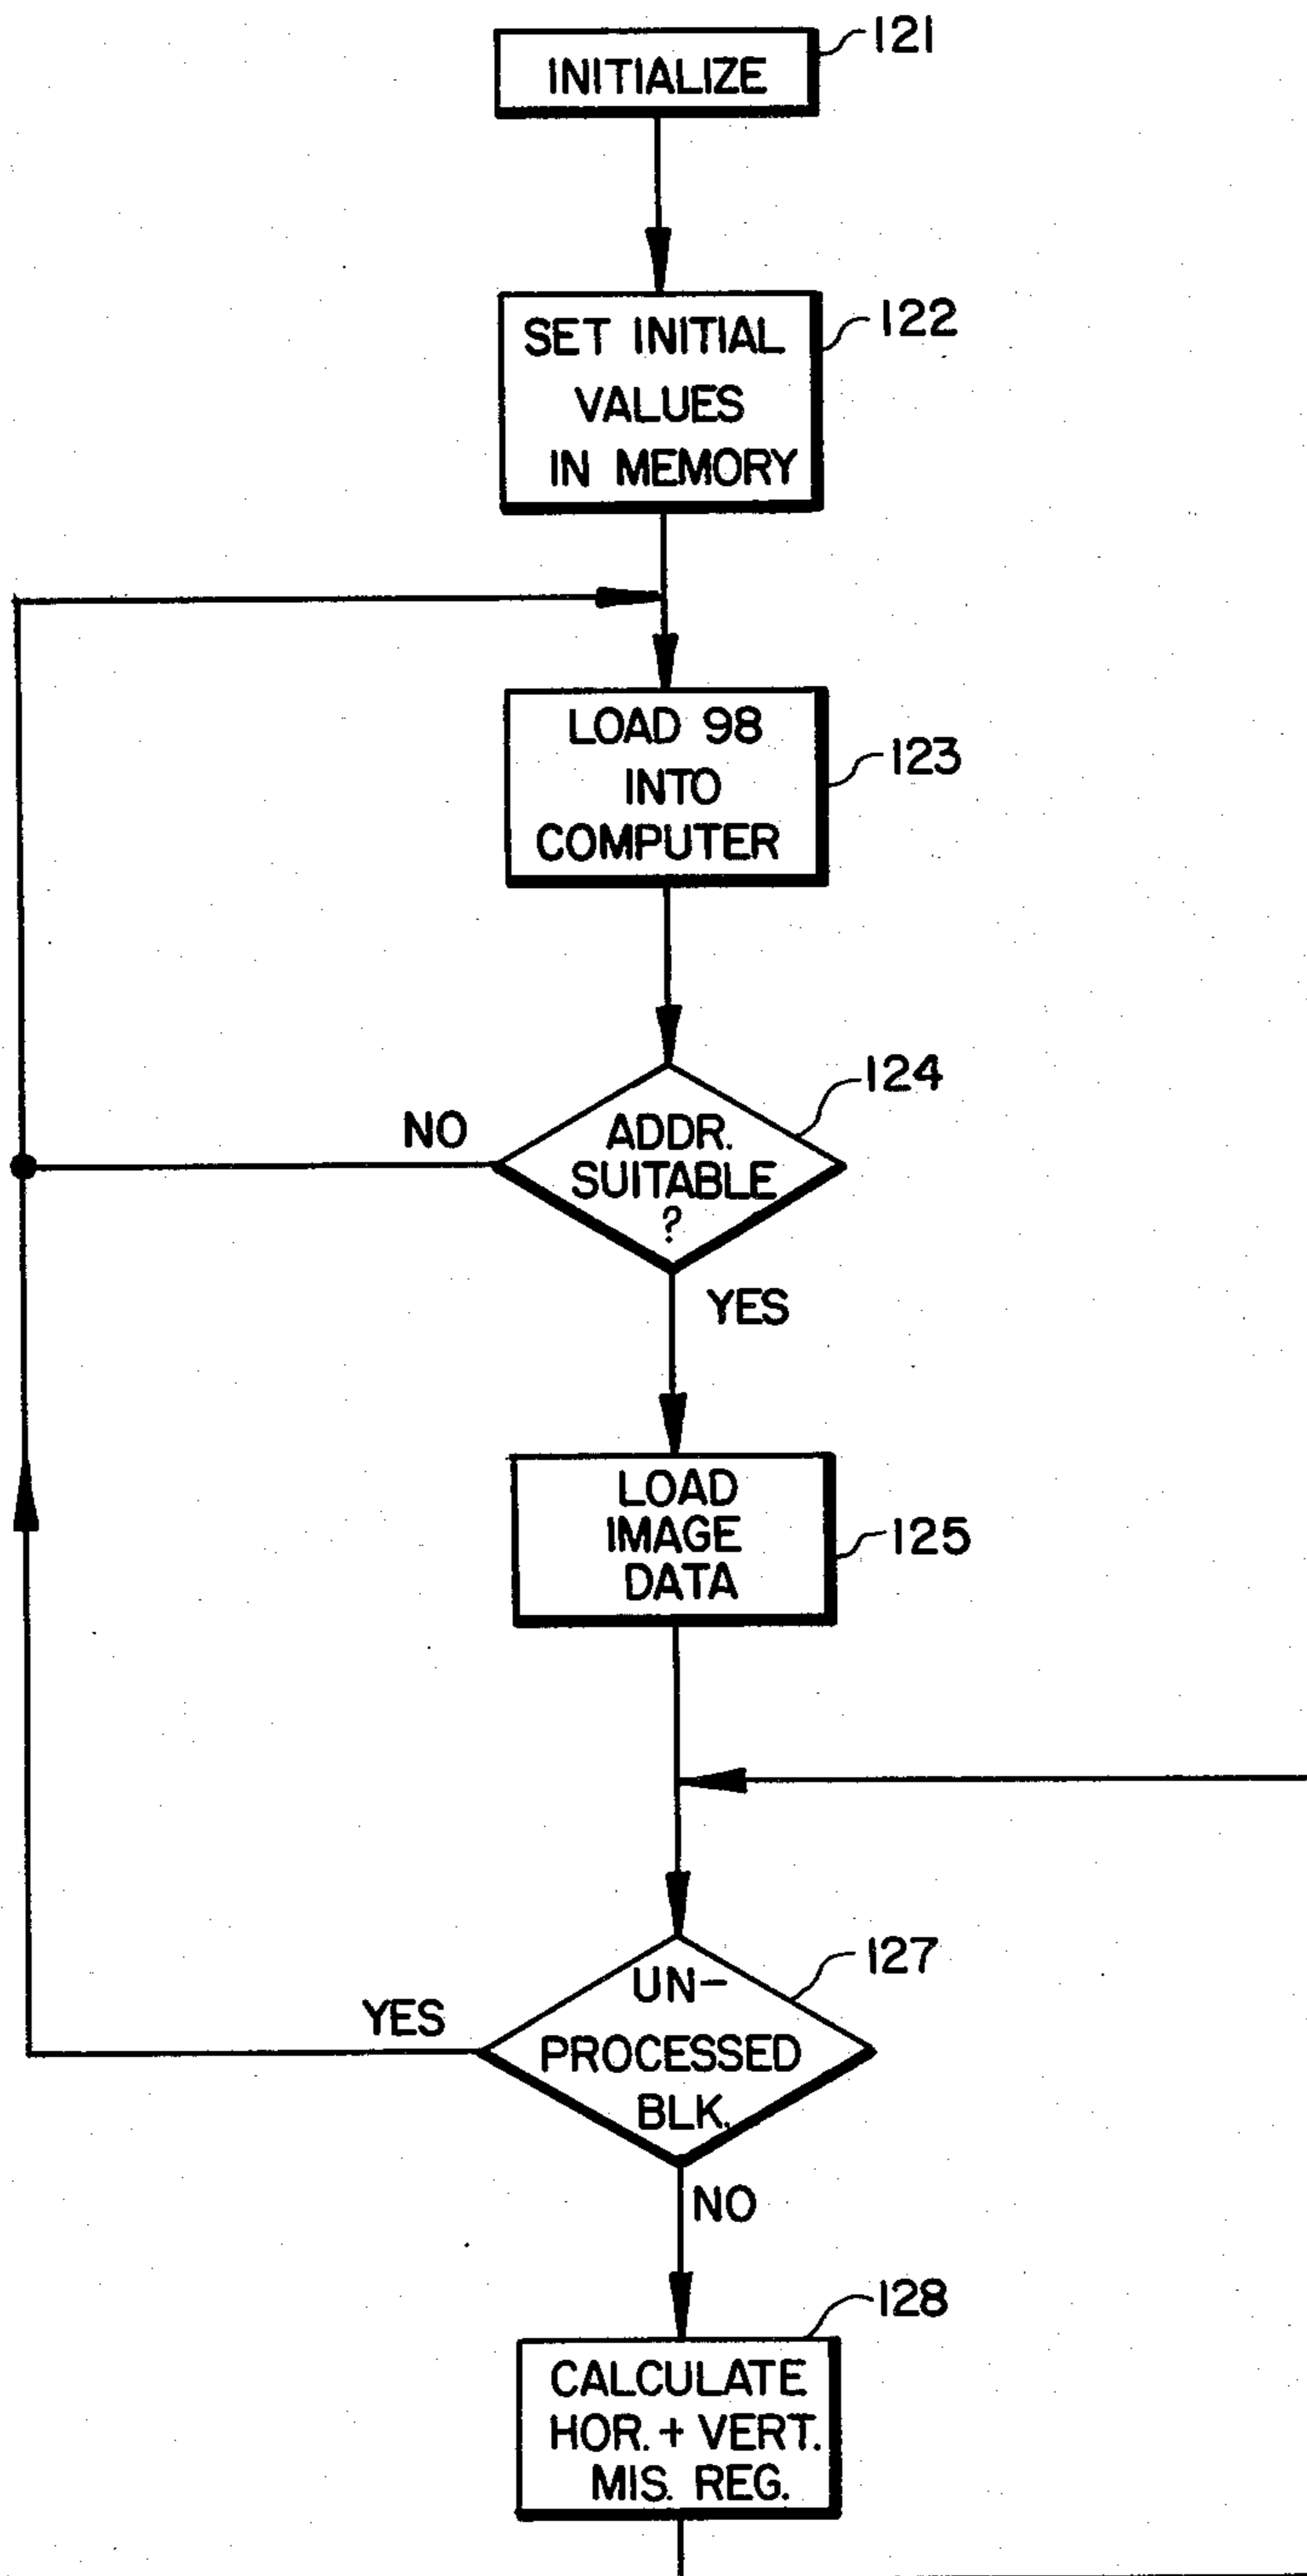 INITIALIZE
121
SET INITIAL
VALUES
IN MEMORY
122
LOAD 98
INTO
COMPUTER
123
124
NO
ADDR.
SUITABLE
?
YES
LOAD
IMAGE
DATA
125
127
YES
UN-
PROCESSED
BLK.
NO
128
CALCULATE
HOR. + VERT.
MIS. REG.